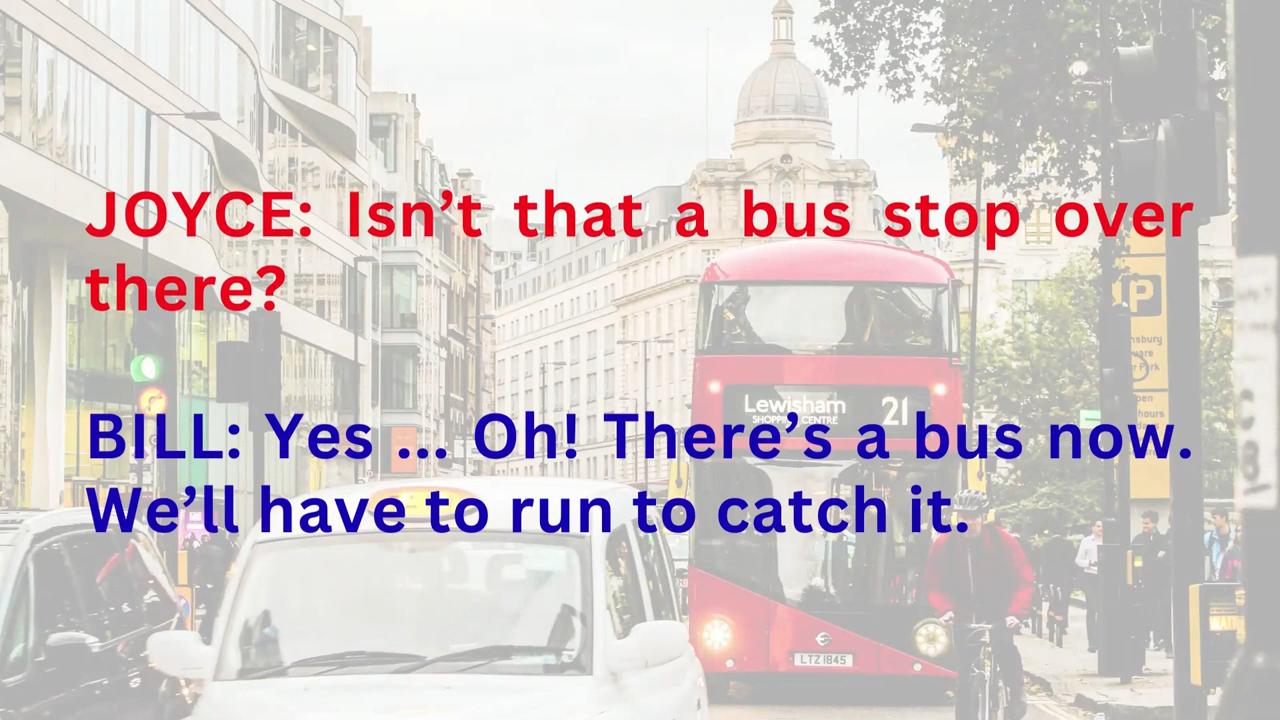 JOYCE: Isn't that a bus stop over
there?
BILL: Yes ... Oh! There's a bus now.
We'll have to run to catch it.
Lewisham
SHOPPING CENTRE
21
LTZ 1845
P